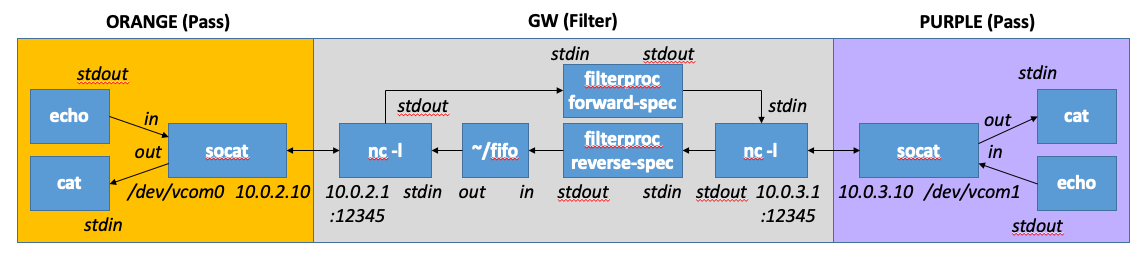 ORANGE (Pass)
GW (Filter)
PURPLE (Pass)
stdout
echo
in
out
cat
stdin
socat
/dev/vcom0
10.0.2.10
stdin
stdout
filterproc
forward-spec
stdout
stdin
nc -l
~/fifo
filterproc
reverse-spec
nc -l
10.0.2.1
:12345
stdin
out
in
stdout
stdin
stdout
10.0.3.1
:12345
stdin
cat
out
in
socat
echo
10.0.3.10
/dev/vcom1
stdout